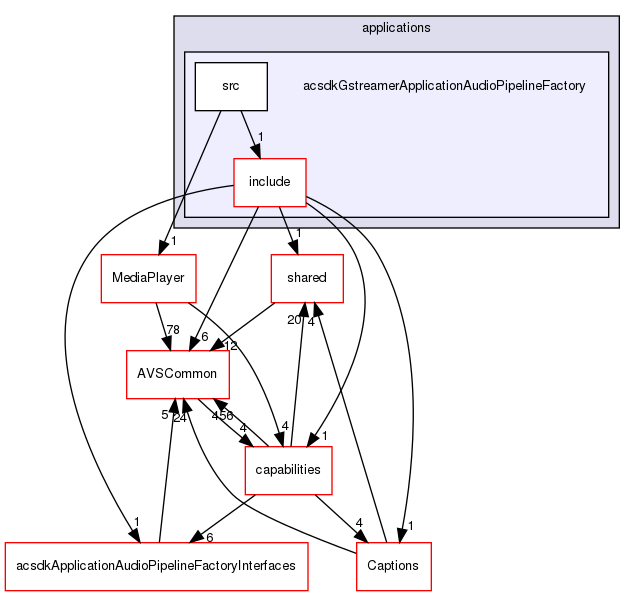 applications
src
acsdkGstreamerApplicationAudioPipelineFactory
1
include
1
1
MediaPlayer
shared
78
6
12
20
4
AVSCommon
5
24
456
4
4
1
capabilities
1
6
4
1
acsdkApplicationAudioPipelineFactoryInterfaces
Captions